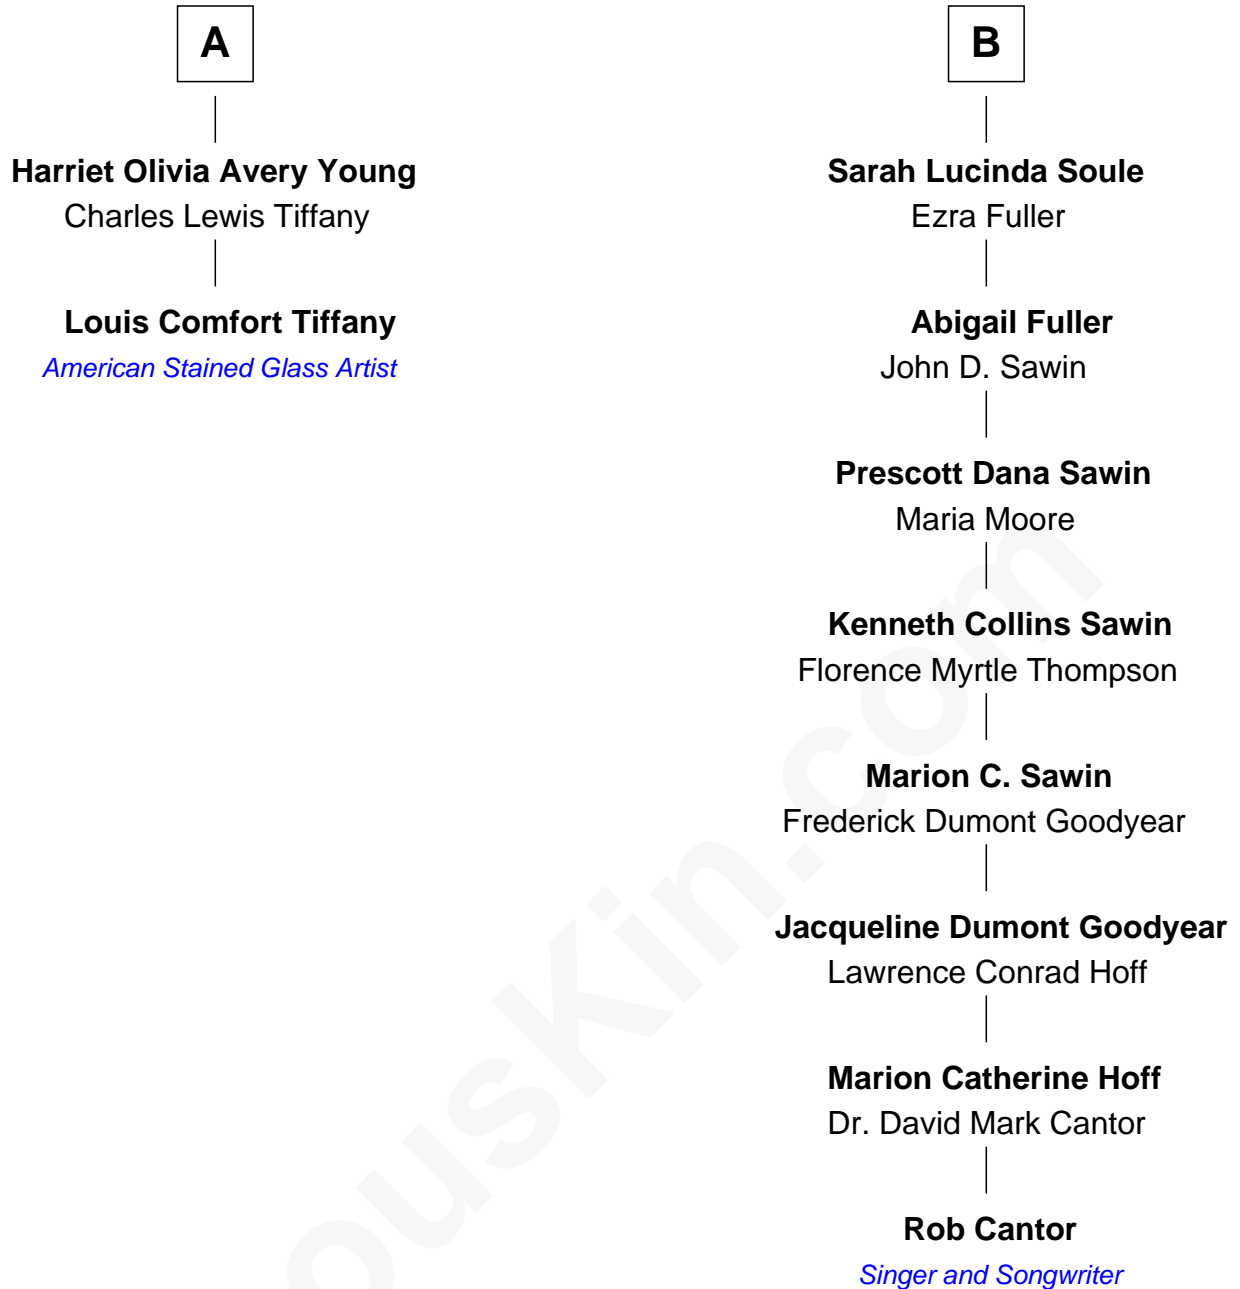 A
Harriet Olivia Avery Young
Charles Lewis Tiffany
Louis Comfort Tiffany
American Stained Glass Artist
B
Sarah Lucinda Soule
Ezra Fuller
Abigail Fuller
John D. Sawin
Prescott Dana Sawin
Maria Moore
Kenneth Collins Sawin
Florence Myrtle Thompson
Marion C. Sawin
Frederick Dumont Goodyear
Jacqueline Dumont Goodyear
Lawrence Conrad Hoff
Marion Catherine Hoff
Dr. David Mark Cantor
Rob Cantor
Singer and Songwriter
ousKin.com